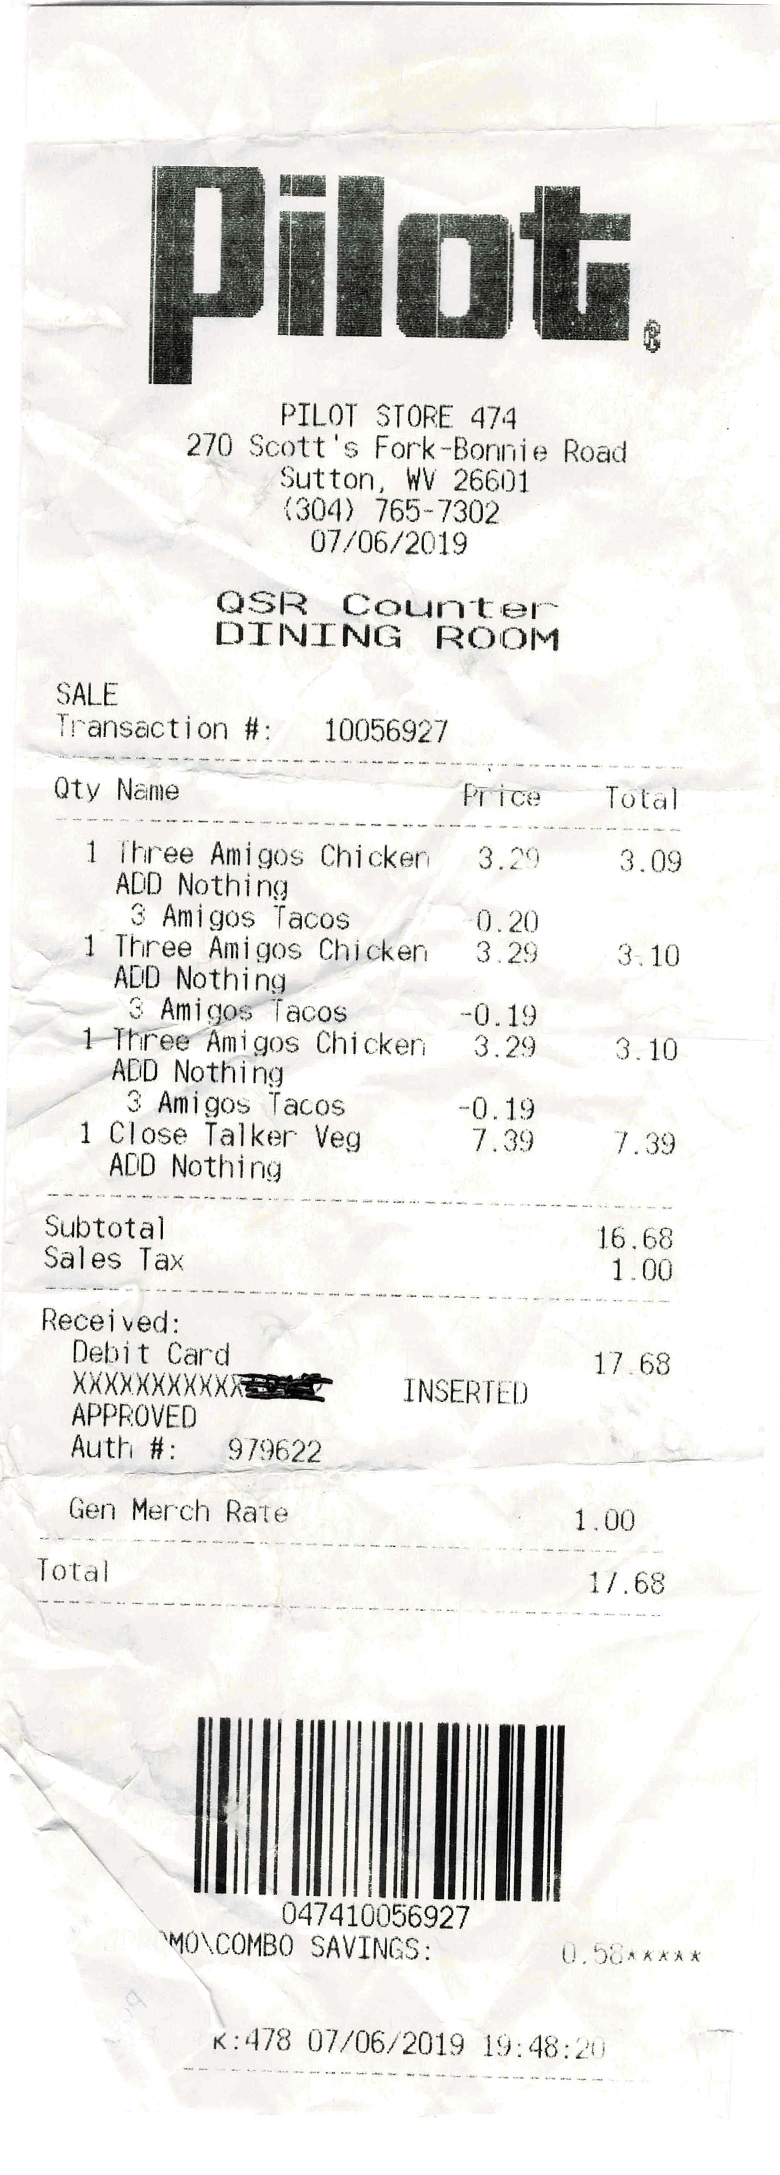 Pilot®
PILOT STORE 474
270 Scott's Fork-Bonnie Road
Sutton, WV 26601
(304) 765-7302
07/06/2019
QSR Counter
DINING ROOM
SALE
Transaction #: 10056927
Qty Name Price Total
1 Three Amigos Chicken 3.29 3.09
ADD Nothing
3 Amigos Tacos -0.20
1 Three Amigos Chicken 3.29 3.10
ADD Nothing
3 Amigos Tacos -0.19
1 Three Amigos Chicken 3.29 3.10
ADD Nothing
3 Amigos Tacos -0.19
1 Close Talker Veg 7.39 7.39
ADD Nothing
Subtotal 16.68
Sales Tax 1.00
Received:
Debit Card 17.68
XXXXXXXXXXX INSERTED
APPROVED
Auth #: 979622
Gen Merch Rate 1.00
Total 17.68
047410056927
MO\COMBO SAVINGS: 0.58*****
K:478 07/06/2019 19:48:20